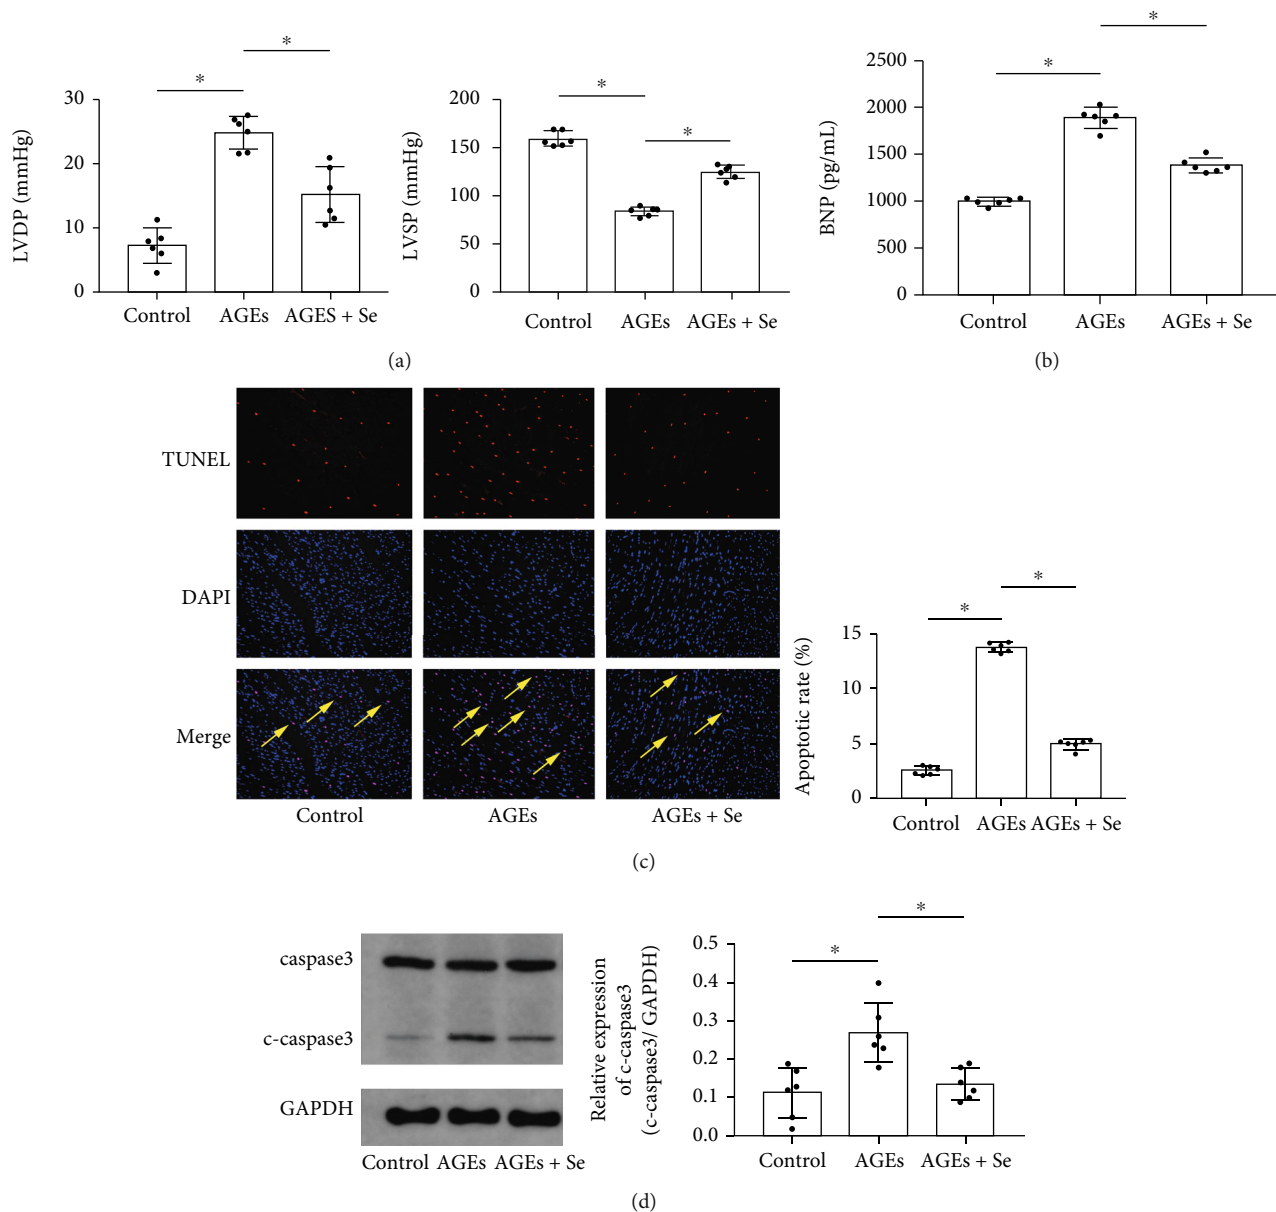 *
*
30
20
10
0
LVDP (mmHg)
Control
AGEs
AGES + Se
*
*
200
150
100
50
0
LVSP (mmHg)
Control
AGEs
AGEs + Se
(a)
*
*
2500
2000
1500
1000
500
0
BNP (pg/mL)
Control
AGEs
AGEs + Se
(b)
TUNEL
DAPI
Merge
Control
AGEs
AGEs + Se
*
*
15
10
5
0
Apoptotic rate (%)
Control
AGEs
AGEs + Se
(c)
caspase3
c-caspase3
GAPDH
Control
AGEs
AGEs + Se
*
*
0.5
0.4
0.3
0.2
0.1
0.0
Relative expression
of c-caspase3
(c-caspase3/ GAPDH)
Control
AGEs
AGEs + Se
(d)